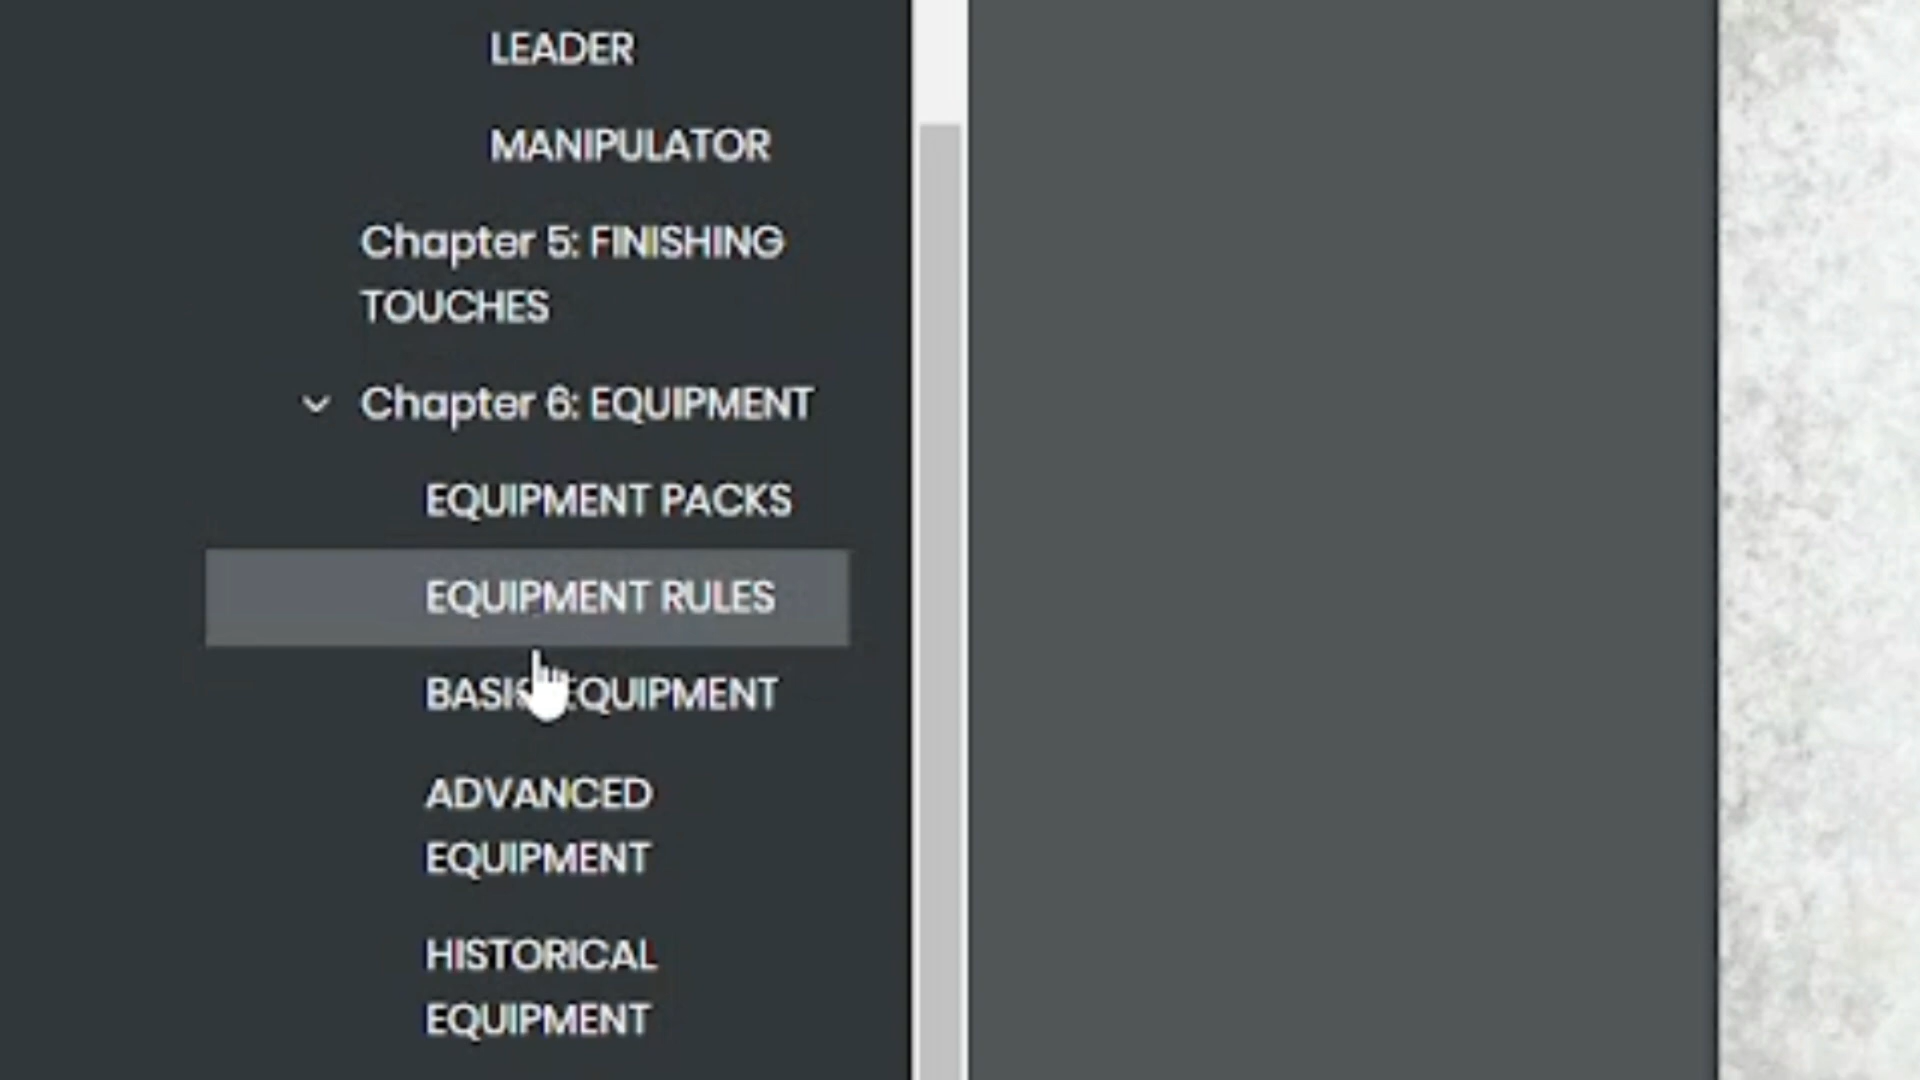 LEADER
MANIPULATOR
Chapter 5: FINISHING
TOUCHES
Chapter 6: EQUIPMENT
EQUIPMENT PACKS
EQUIPMENT RULES
BASIC EQUIPMENT
ADVANCED
EQUIPMENT
HISTORICAL
EQUIPMENT